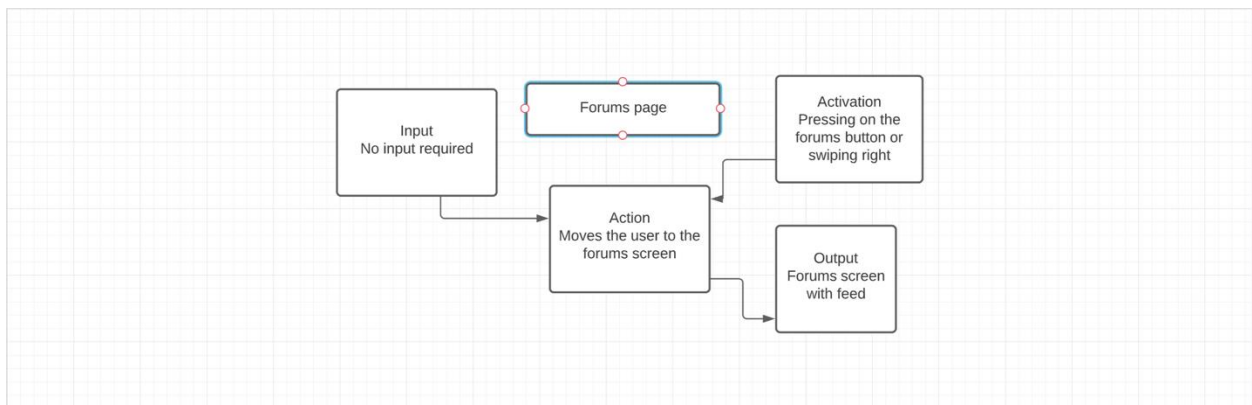 Forums page
Input
No input required
Activation
Pressing on the
forums button or
swiping right
Action
Moves the user to the
forums screen
Output
Forums screen
with feed